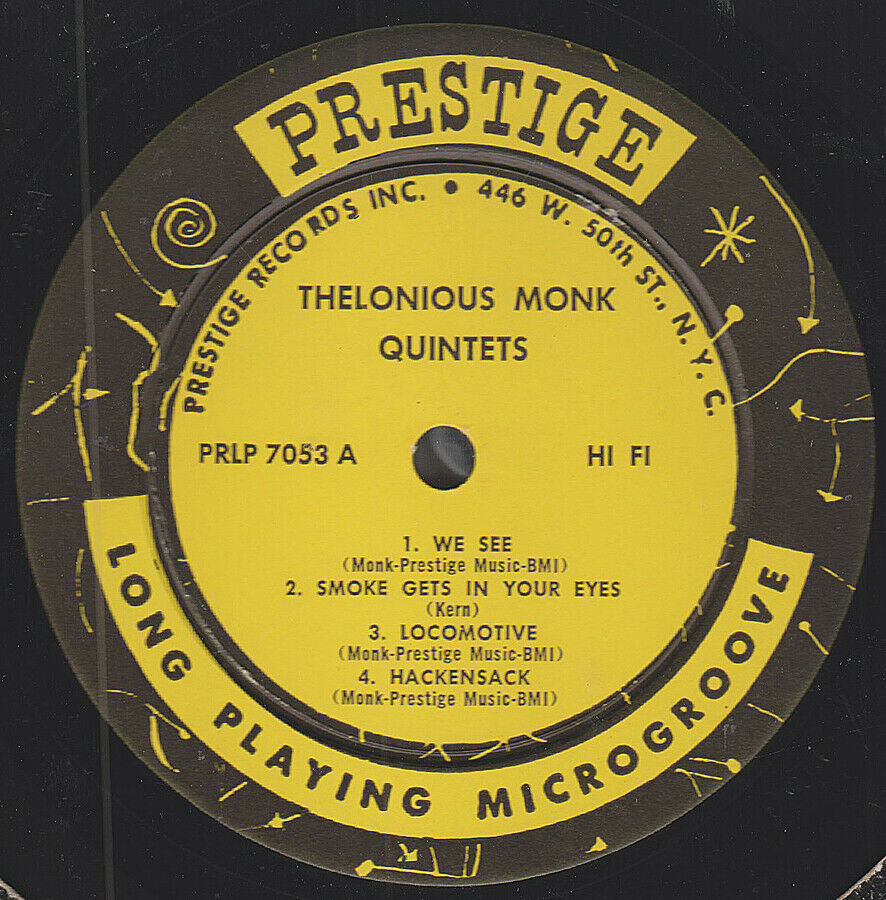 PRESTIGE
PRESTIGE RECORDS INC. • 446 W. 50th ST., N.Y.C.
THELONIOUS MONK
QUINTETS
PRLP 7053 A
HI FI
1. WE SEE
(Monk-Prestige Music-BMI)
2. SMOKE GETS IN YOUR EYES
(Kern)
3. LOCOMOTIVE
(Monk-Prestige Music-BMI)
4. HACKENSACK
(Monk-Prestige Music-BMI)
LONG PLAYING MICROGROOVE